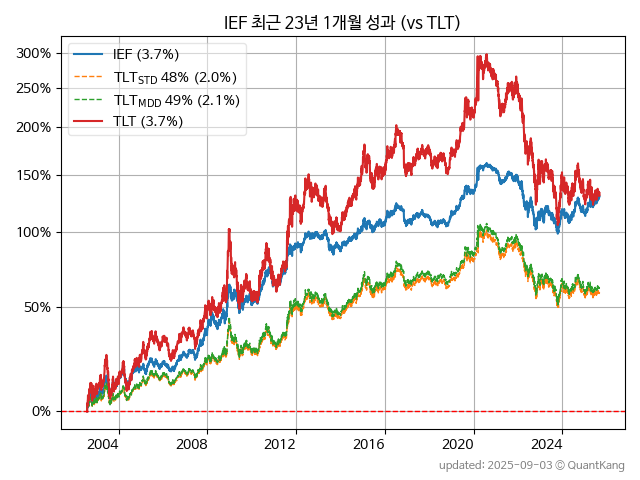 IEF 최근 23년 1개월 성과 (vs TLT)
IEF (3.7%)
TLT_STD 48% (2.0%)
TLT_MDD 49% (2.1%)
TLT (3.7%)
300%
250%
200%
150%
100%
50%
0%
2004 2008 2012 2016 2020 2024
updated: 2025-09-03 ⓒ QuantKang